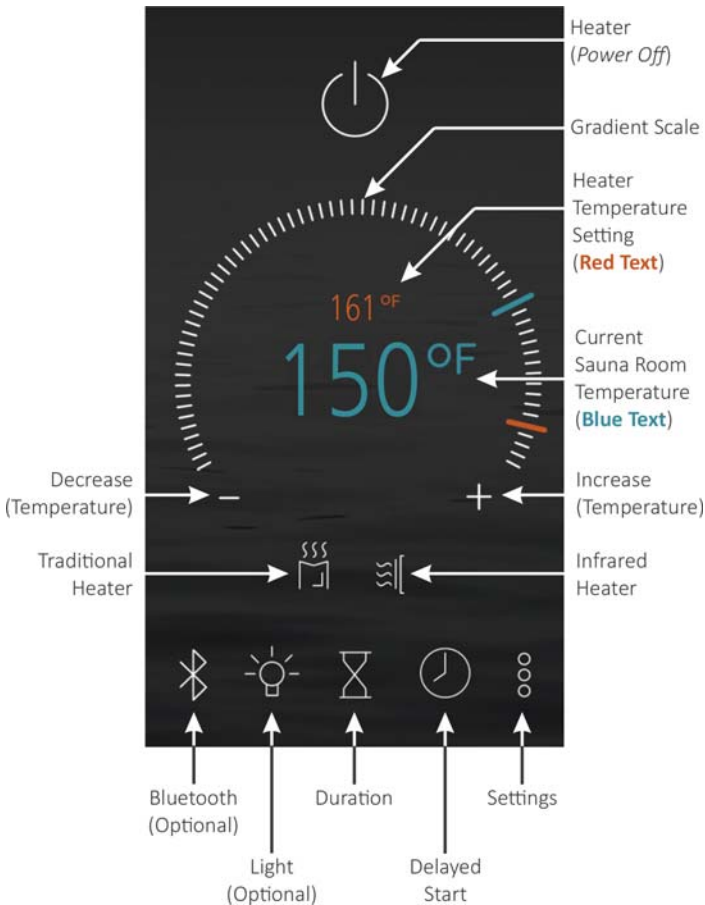 Heater
(Power Off)
Gradient Scale
Heater
Temperature
Setting
(Red Text)
161°F
150°F
Current
Sauna Room
Temperature
(Blue Text)
Decrease
(Temperature)
–
+
Increase
(Temperature)
Traditional
Heater
Infrared
Heater
Bluetooth
(Optional)
Duration
Settings
Light
(Optional)
Delayed
Start